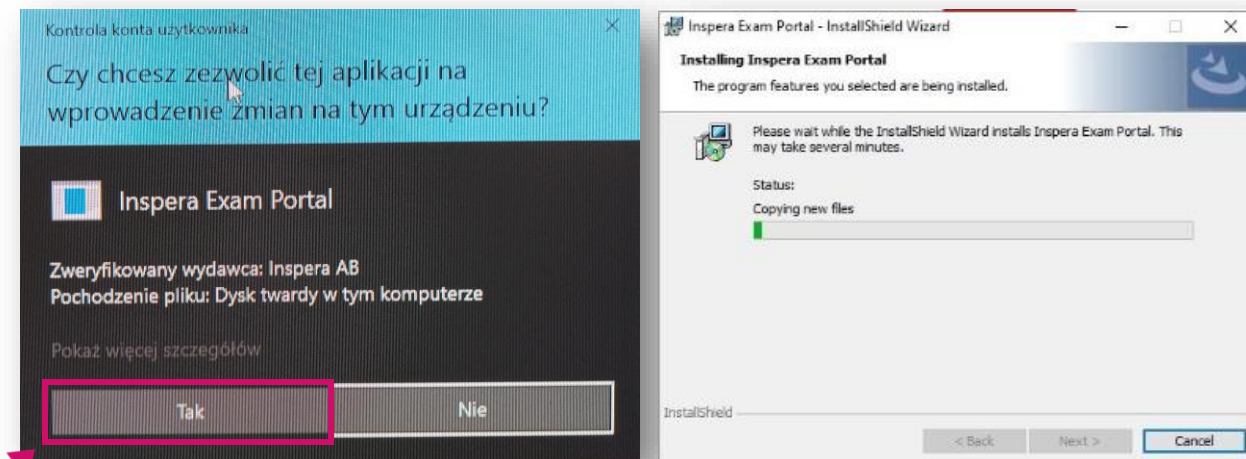 Kontrola konta użytkownika
Czy chcesz zezwolić tej aplikacji na
wprowadzenie zmian na tym urządzeniu?
Inspera Exam Portal
Zweryfikowany wydawca: Inspera AB
Pochodzenie pliku: Dysk twardy w tym komputerze
Pokaż więcej szczegółów
Tak
Nie
Inspera Exam Portal - InstallShield Wizard
Installing Inspera Exam Portal
The program features you selected are being installed.
Please wait while the InstallShield Wizard installs Inspera Exam Portal. This
may take several minutes.
Status:
Copying new files
InstallShield
< Back
Next >
Cancel